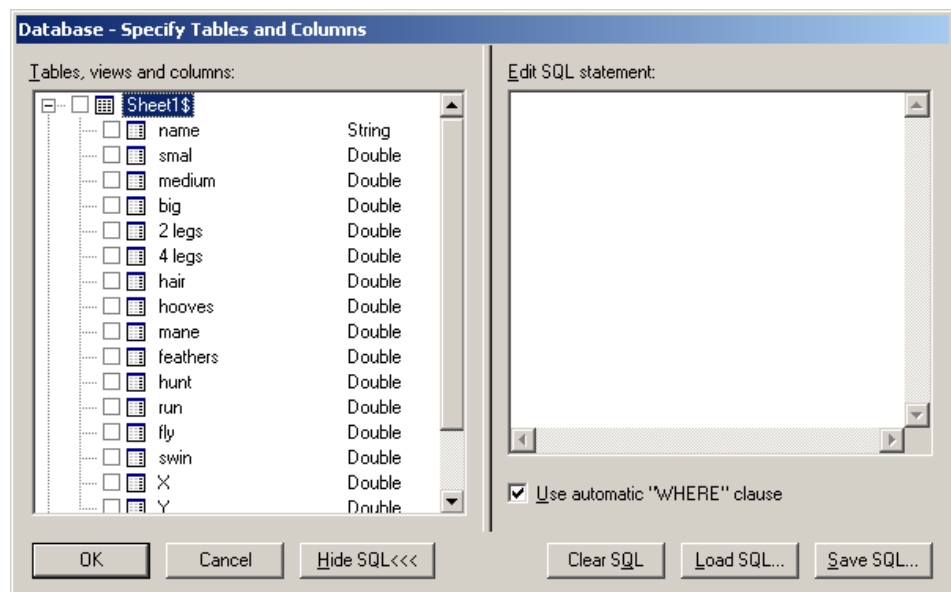 Database - Specify Tables and Columns
Tables, views and columns:
Sheet1$
name String
smal Double
medium Double
big Double
2 legs Double
4 legs Double
hair Double
hooves Double
mane Double
feathers Double
hunt Double
run Double
fly Double
swin Double
X Double
Y Double
Edit SQL statement:
Use automatic "WHERE" clause
OK Cancel Hide SQL<<< Clear SQL Load SQL... Save SQL...